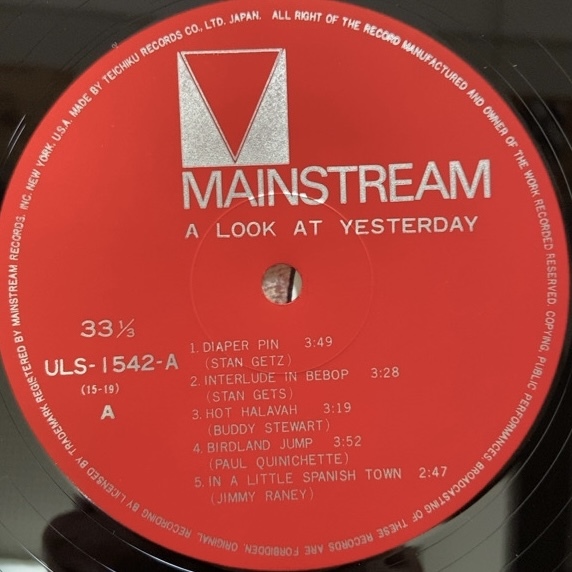 LICENSED BY TRADEMARK REGISTERED BY MAINSTREAM RECORDS, INC. NEW YORK, U.S.A. MADE BY TEICHIKU RECORDS CO., LTD. JAPAN. ALL RIGHT OF THE RECORD MANUFACTURED AND OWNER OF THE WORK RECORDED RESERVED. COPYING, PUBLIC PERFORMANCES, BROADCASTING OF THESE RECORDS ARE FORBIDDEN. ORIGINAL RECORDING BY
MAINSTREAM
A LOOK AT YESTERDAY
33 1/3
ULS-1542-A
(15-19)
A
1. DIAPER PIN 3:49
(STAN GETZ)
2. INTERLUDE IN BEBOP 3:28
(STAN GETS)
3. HOT HALAVAH 3:19
(BUDDY STEWART)
4. BIRDLAND JUMP 3:52
(PAUL QUINICHETTE)
5. IN A LITTLE SPANISH TOWN 2:47
(JIMMY RANEY)